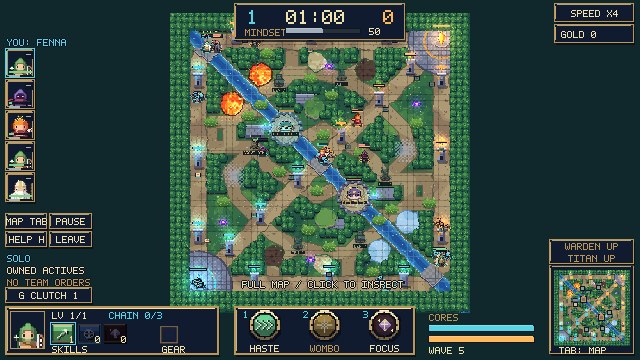 1 01:00 0
MINDSET 50
SPEED X4
GOLD 0
YOU: FENNA
MAP TAB PAUSE
HELP H LEAVE
SOLO
OWNED ACTIVES
NO TEAM ORDERS
G CLUTCH 1
FULL MAP / CLICK TO INSPECT
WARDEN UP
TITAN UP
TAB: MAP
LV 1/1 CHAIN 0/3
1 0 0
SKILLS GEAR
1 2 3
HASTE WOMBO FOCUS
CORES
WAVE 5